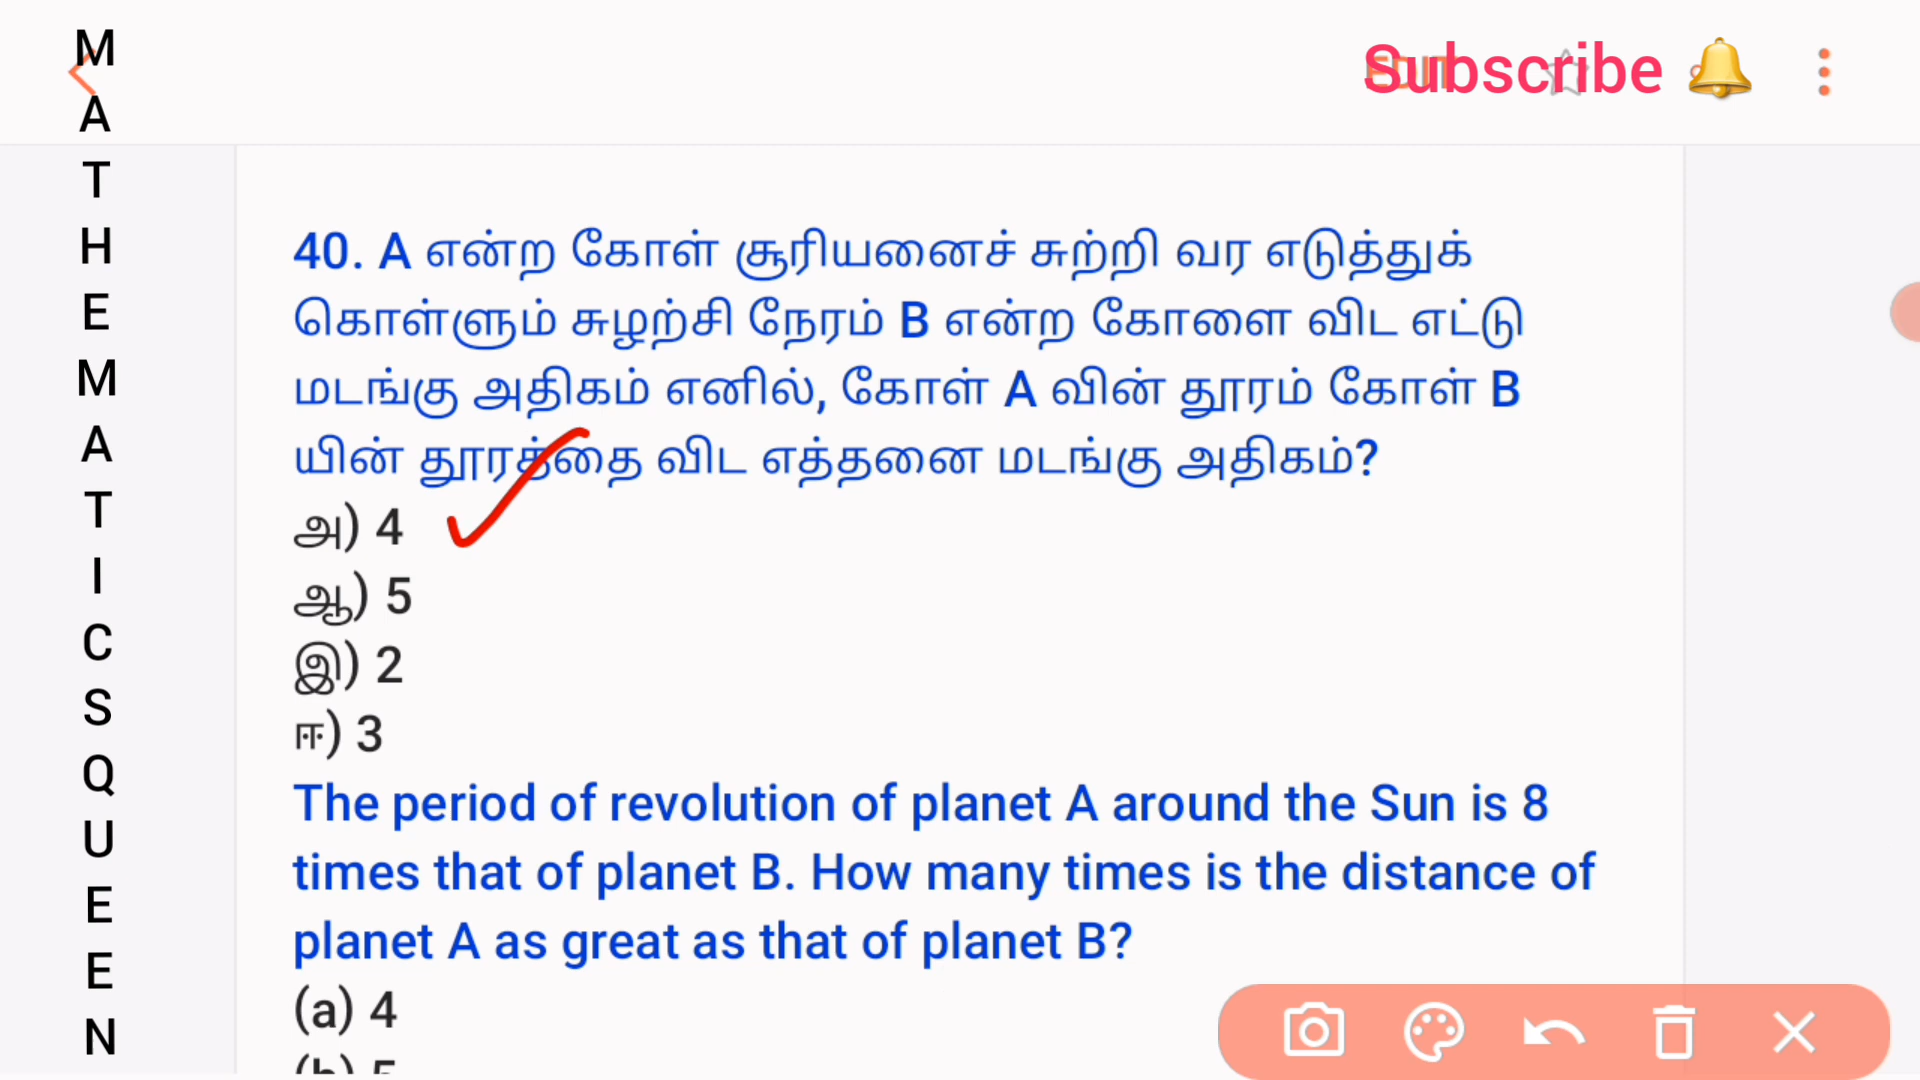 MATHEMATICSQUEEN
Subscribe
40. A என்ற கோள் சூரியனைச் சுற்றி வர எடுத்துக்
கொள்ளும் சுழற்சி நேரம் B என்ற கோளை விட எட்டு
மடங்கு அதிகம் எனில், கோள் A வின் தூரம் கோள் B
யின் தூரத்தை விட எத்தனை மடங்கு அதிகம்?
அ) 4
ஆ) 5
இ) 2
ஈ) 3
The period of revolution of planet A around the Sun is 8
times that of planet B. How many times is the distance of
planet A as great as that of planet B?
(a) 4
(b) 5